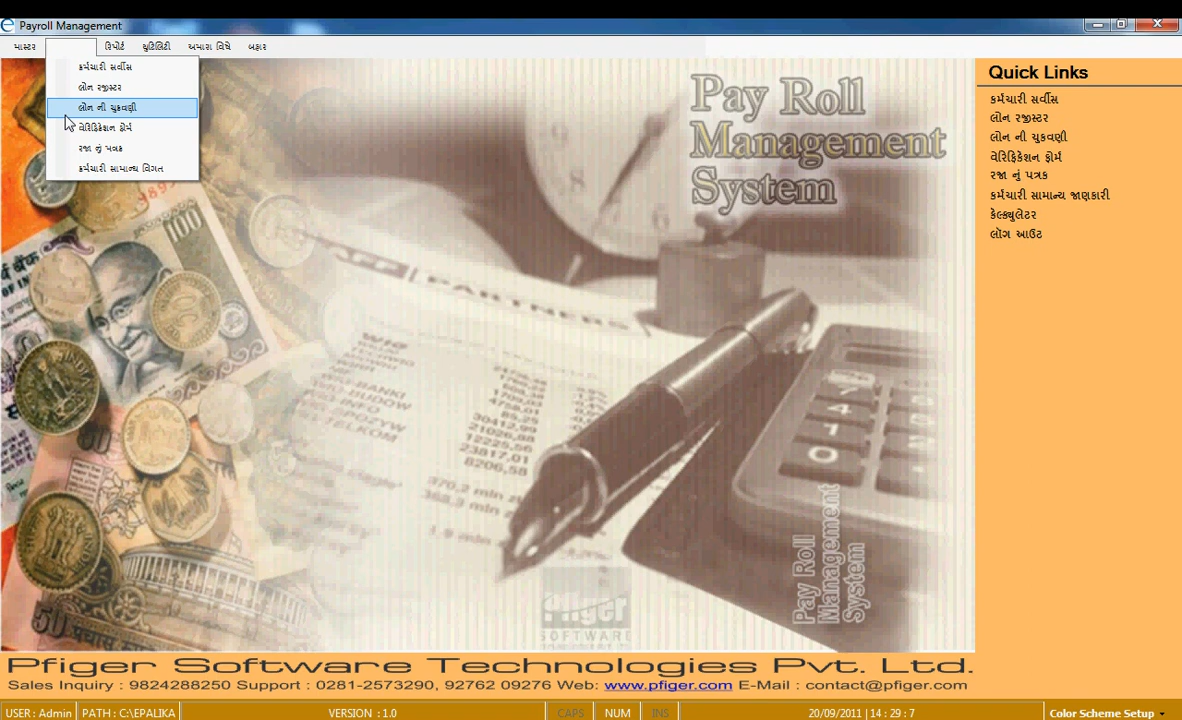 Payroll Management
માસ્ટર રિપોર્ટ યુટિલિટી અમારા વિષે બહાર
કર્મચારી સર્વીસ
લોન રજીસ્ટર
લોન ની ચુકવણી
વેરિફિકેશન ફોર્મ
રજા નું પત્રક
કર્મચારી સામાન્ય વિગત
Pay Roll
Management
System
Quick Links
કર્મચારી સર્વીસ
લોન રજીસ્ટર
લોન ની ચુકવણી
વેરિફિકેશન ફોર્મ
રજા નું પત્રક
કર્મચારી સામાન્ય જાણકારી
કેલ્ક્યુલેટર
લૉગ આઉટ
100
PARTNERS
Pay Roll
Management
System
Pfiger
SOFTWARE
Pfiger Software Technologies Pvt. Ltd.
Sales Inquiry : 9824288250 Support : 0281-2573290, 92762 09276 Web: www.pfiger.com E-Mail : contact@pfiger.com
USER : Admin PATH : C:\EPALIKA VERSION : 1.0 CAPS NUM INS 20/09/2011 | 14 : 29 : 7 Color Scheme Setup